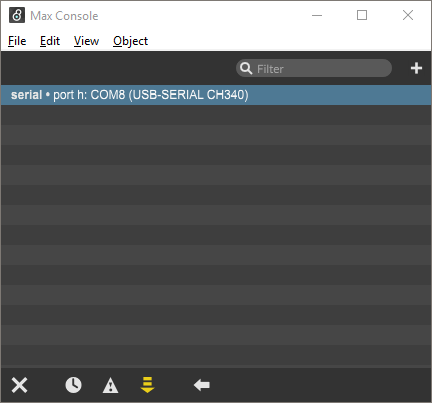 Max Console
File Edit View Object
Filter
serial • port h: COM8 (USB-SERIAL CH340)